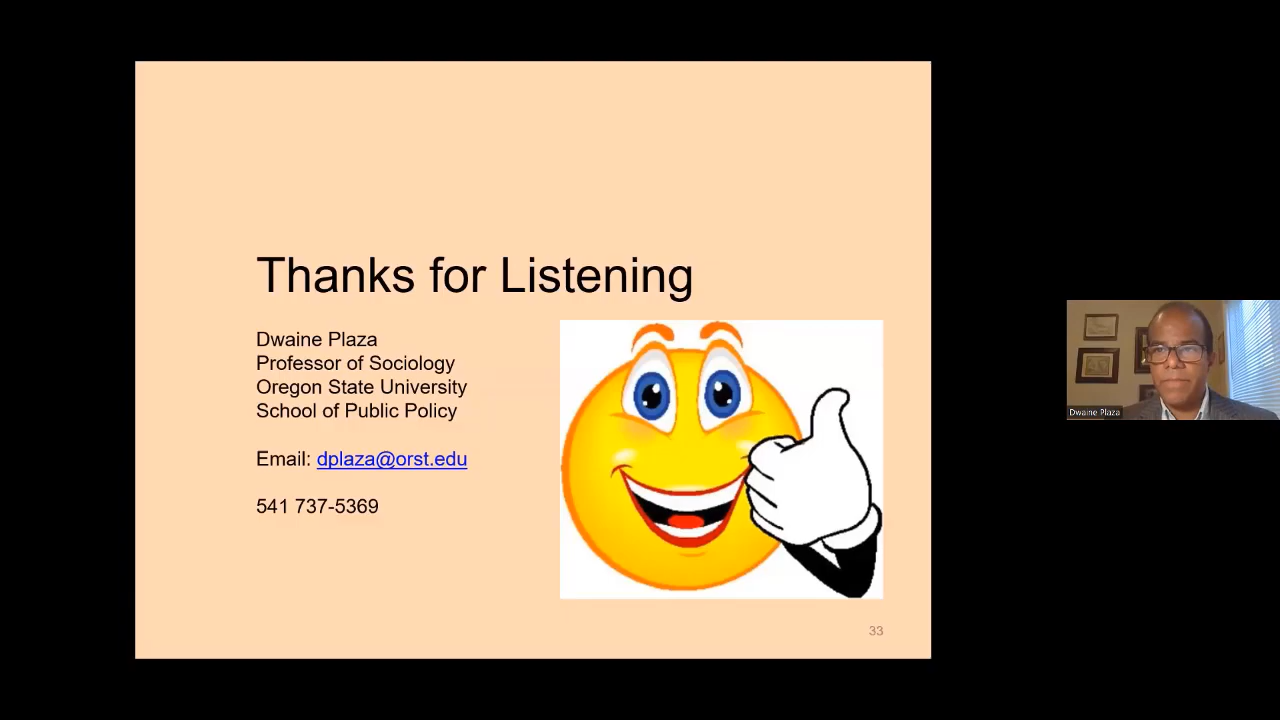 Thanks for Listening
Dwaine Plaza
Professor of Sociology
Oregon State University
School of Public Policy
Email: dplaza@orst.edu
541 737-5369
33
Dwaine Plaza